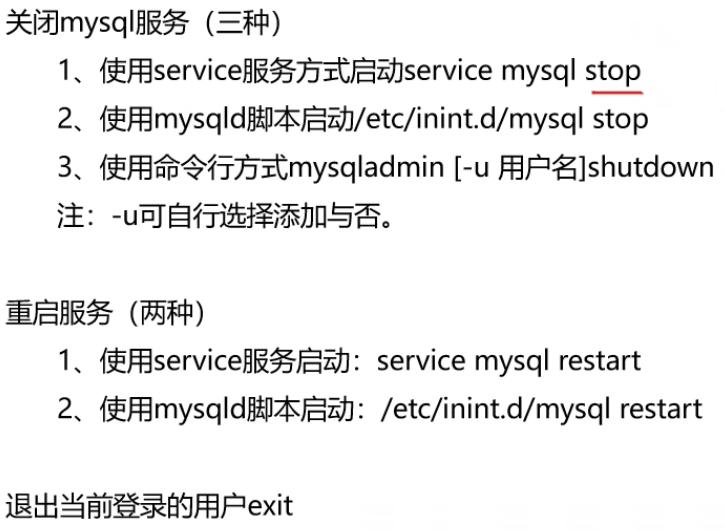 关闭mysql服务（三种）
1、使用service服务方式启动service mysql stop
2、使用mysqld脚本启动/etc/inint.d/mysql stop
3、使用命令行方式mysqladmin [-u 用户名]shutdown
注：-u可自行选择添加与否。
重启服务（两种）
1、使用service服务启动：service mysql restart
2、使用mysqld脚本启动：/etc/inint.d/mysql restart
退出当前登录的用户exit